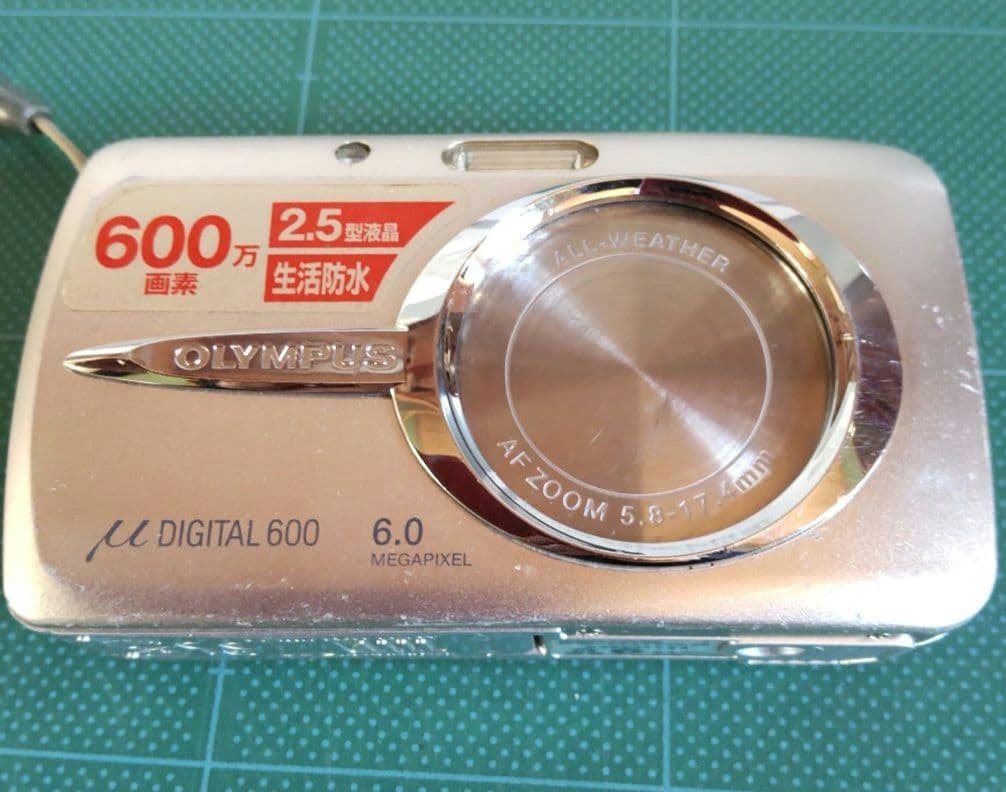 600万
画素
2.5型液晶
生活防水
OLYMPUS
ALL-WEATHER
AF ZOOM 5.8-17.4mm
μ DIGITAL 600
6.0
MEGAPIXEL